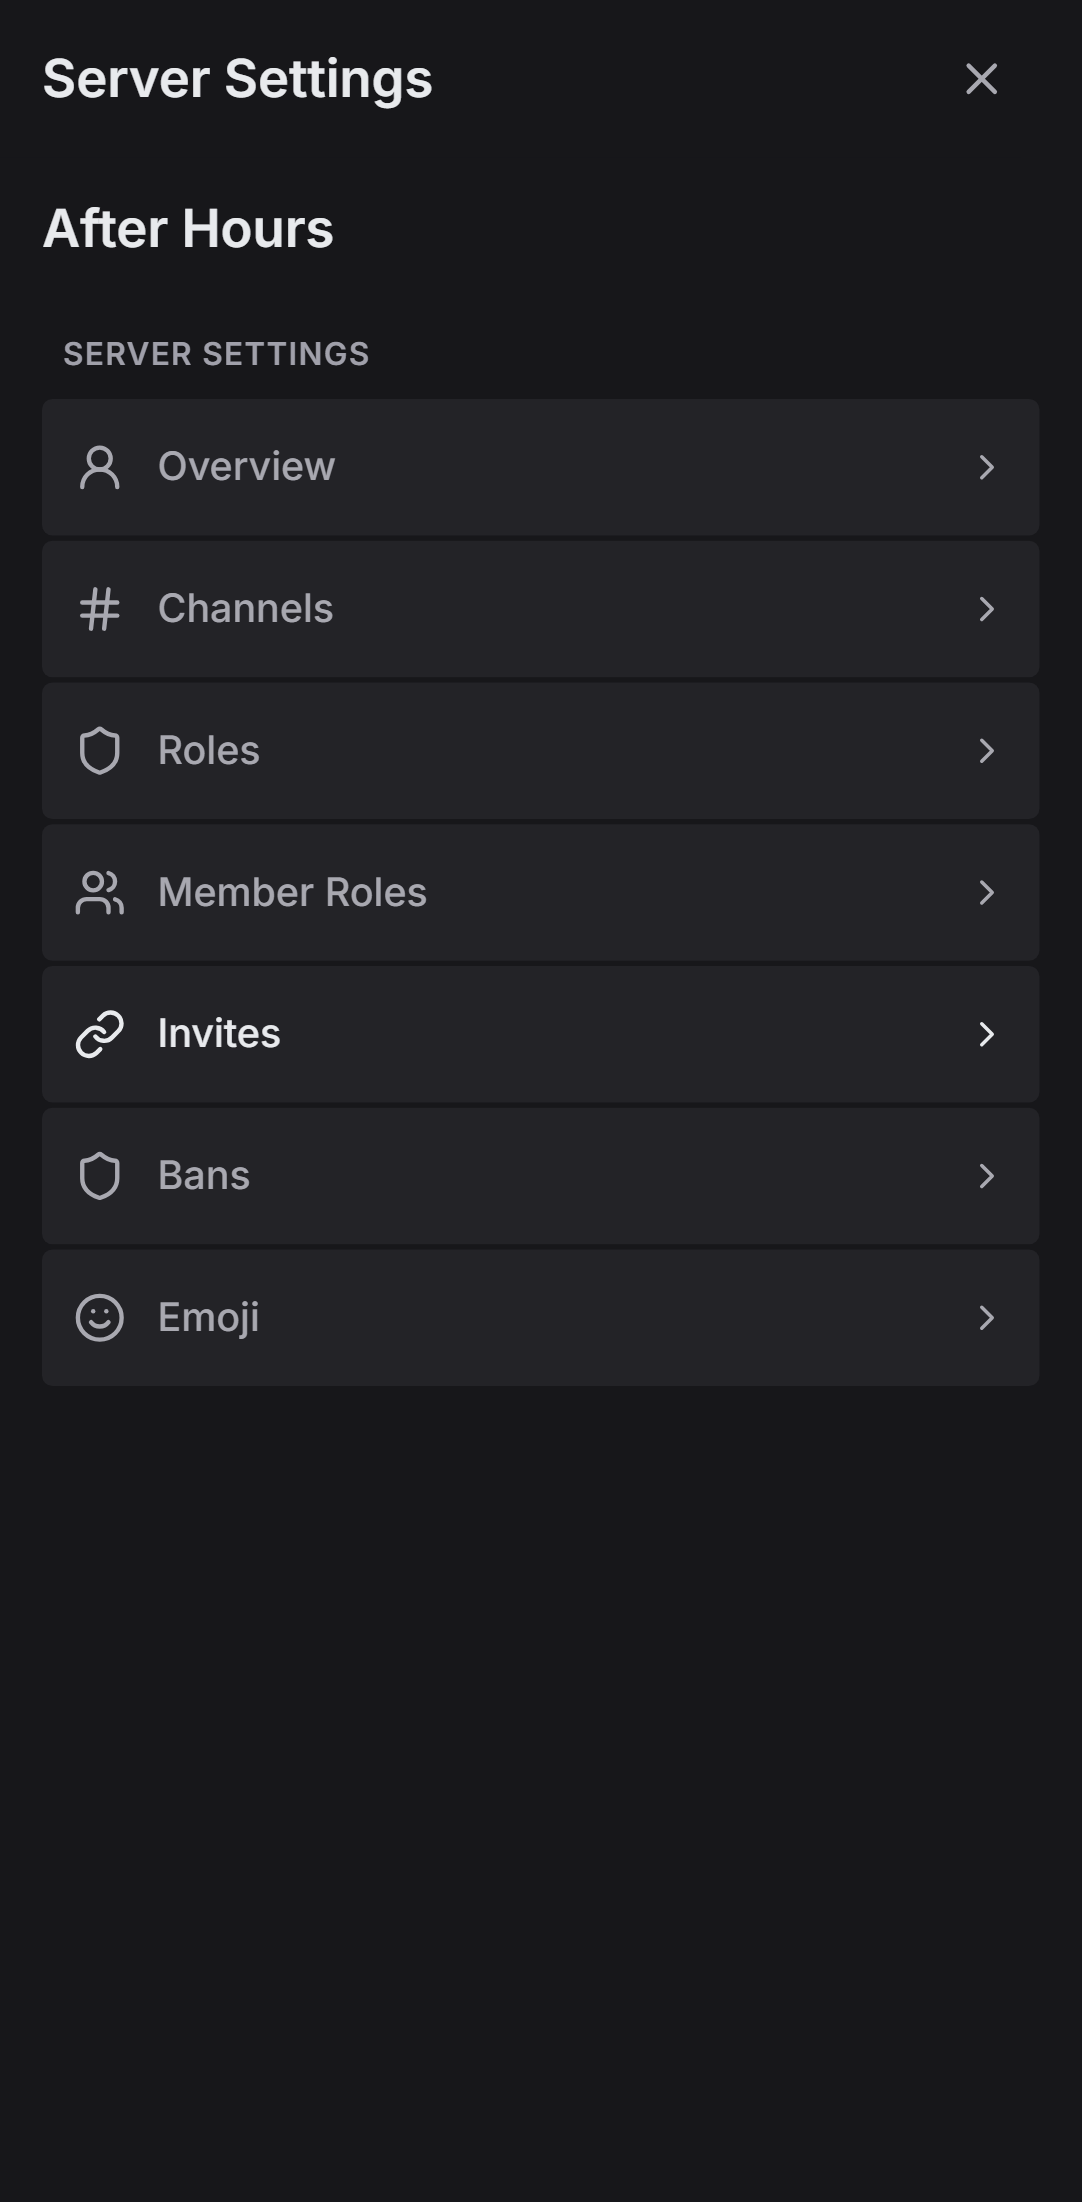 Server Settings
After Hours
SERVER SETTINGS
Overview
Channels
Roles
Member Roles
Invites
Bans
Emoji